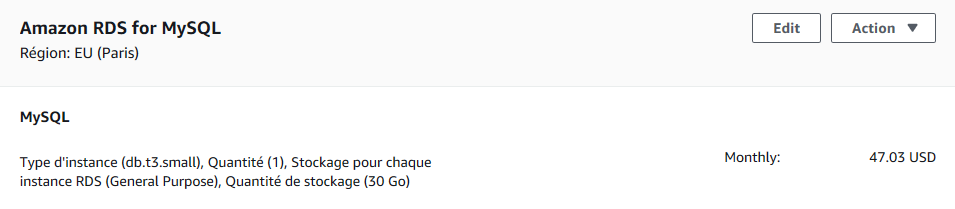 Amazon RDS for MySQL
Edit
Action
Région: EU (Paris)
MySQL
Type d'instance (db.t3.small), Quantité (1), Stockage pour chaque
instance RDS (General Purpose), Quantité de stockage (30 Go)
Monthly:
47.03 USD